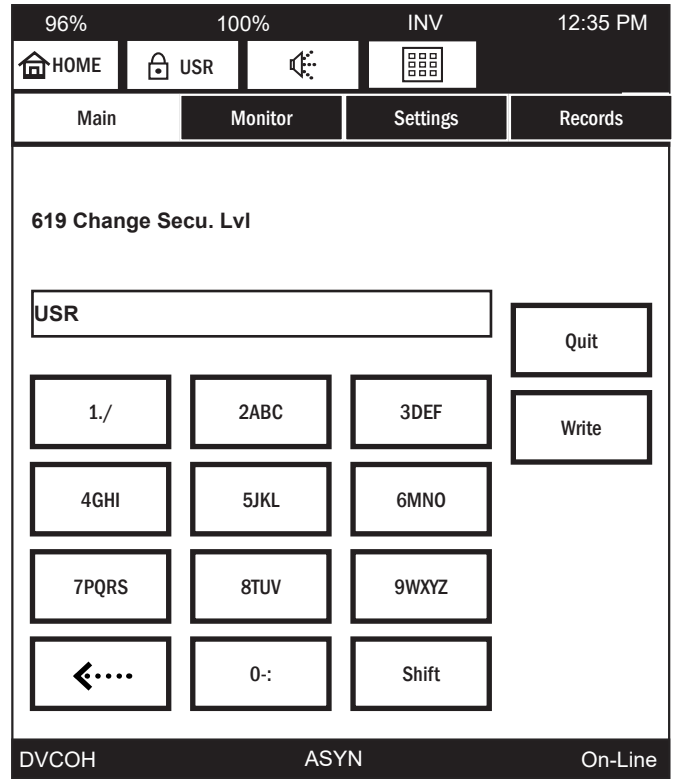 96% 100% INV 12:35 PM
HOME USR
Main Monitor Settings Records
619 Change Secu. Lvl
USR
Quit
1./ 2ABC 3DEF
Write
4GHI 5JKL 6MNO
7PQRS 8TUV 9WXYZ
0-: Shift
DVCOH ASYN On-Line